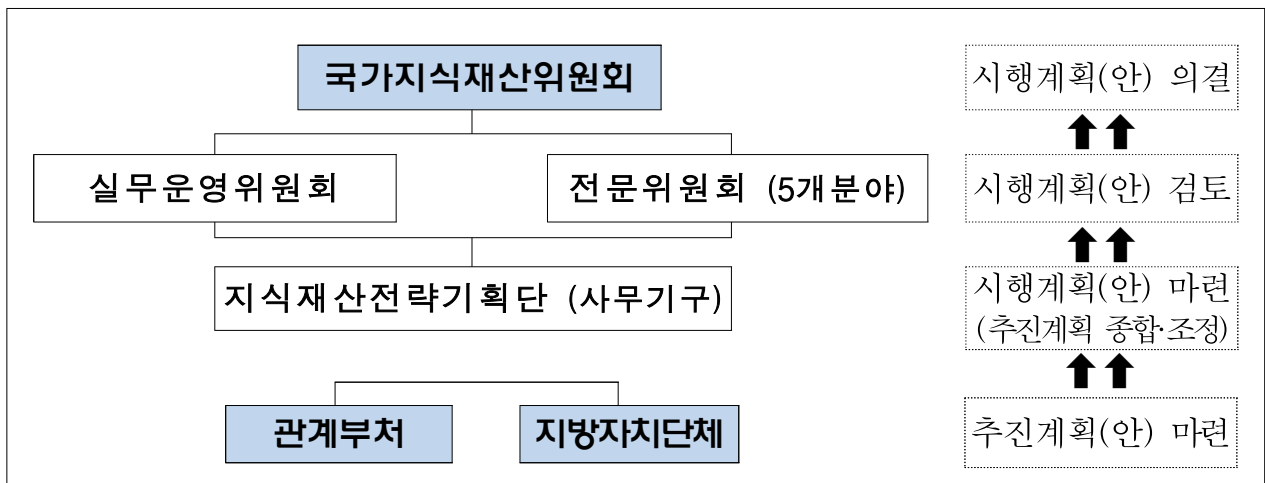 국가지식재산위원회
시행계획(안) 의결
실무운영위원회
전문위원회 (5개분야)
시행계획(안) 검토
지식재산전략기획단 (사무기구)
시행계획(안) 마련
(추진계획 종합·조정)
관계부처
지방자치단체
추진계획(안) 마련